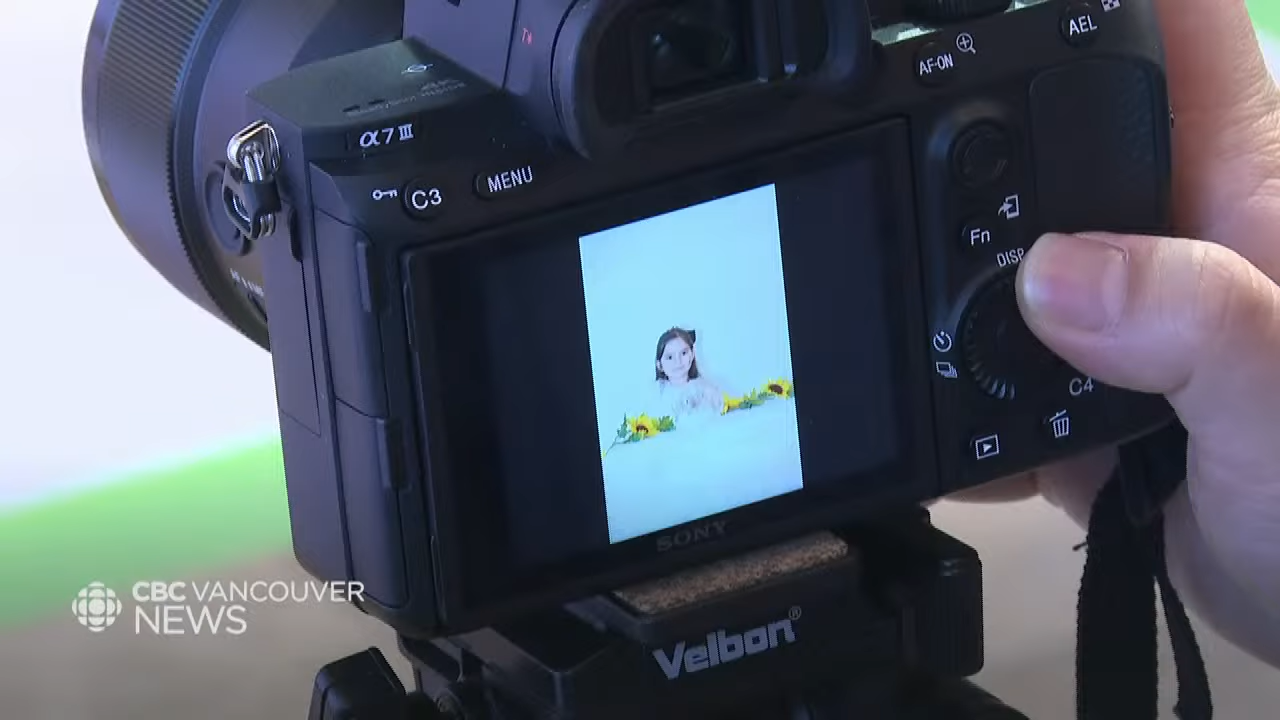 AEL
AF-ON
α7 III
C3
MENU
Fn
DISP
C4
SONY
CBC VANCOUVER
NEWS
Velbon®